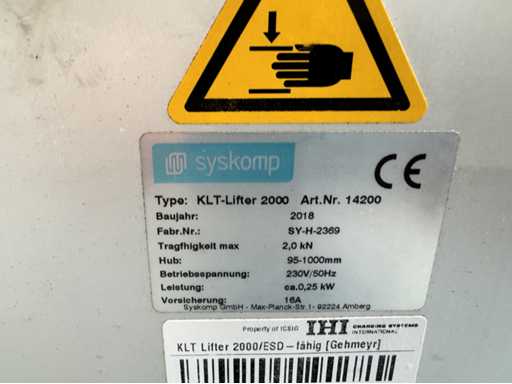 syskomp
CE
Type: KLT-Lifter 2000 Art.Nr. 14200
Baujahr: 2018
Fabr.Nr.: SY-H-2369
Tragfhigkeit max 2,0 kN
Hub: 95-1000mm
Betriebsspannung: 230V/50Hz
Leistung: ca.0,25 kW
Vorsicherung: 16A
Syskomp GmbH - Max-Planck-Str.1- 92224 Amberg
Property of ICSIG IHI CHARGING SYSTEMS
INTERNATIONAL
KLT Lifter 2000/ESD-fähig [Gehmeyr]